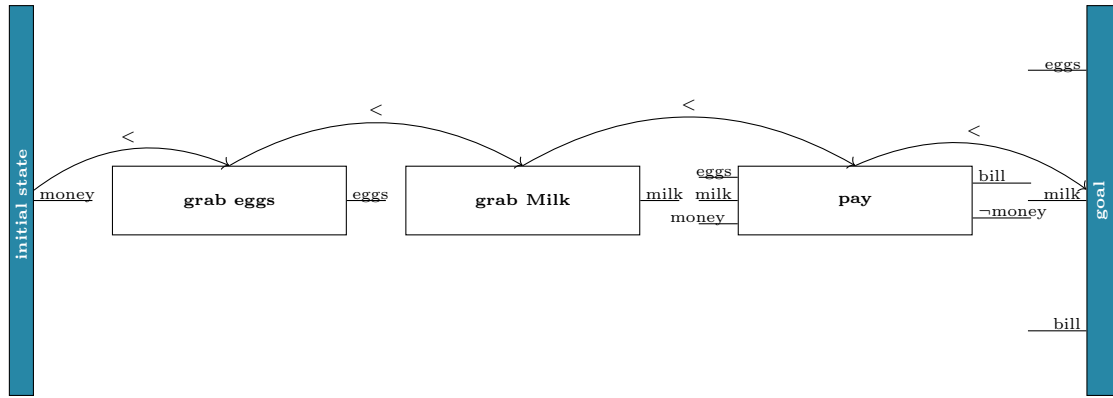 initial state
money
<
grab eggs
eggs
<
grab Milk
milk
<
eggs
milk
money
pay
bill
¬money
<
eggs
milk
bill
goal